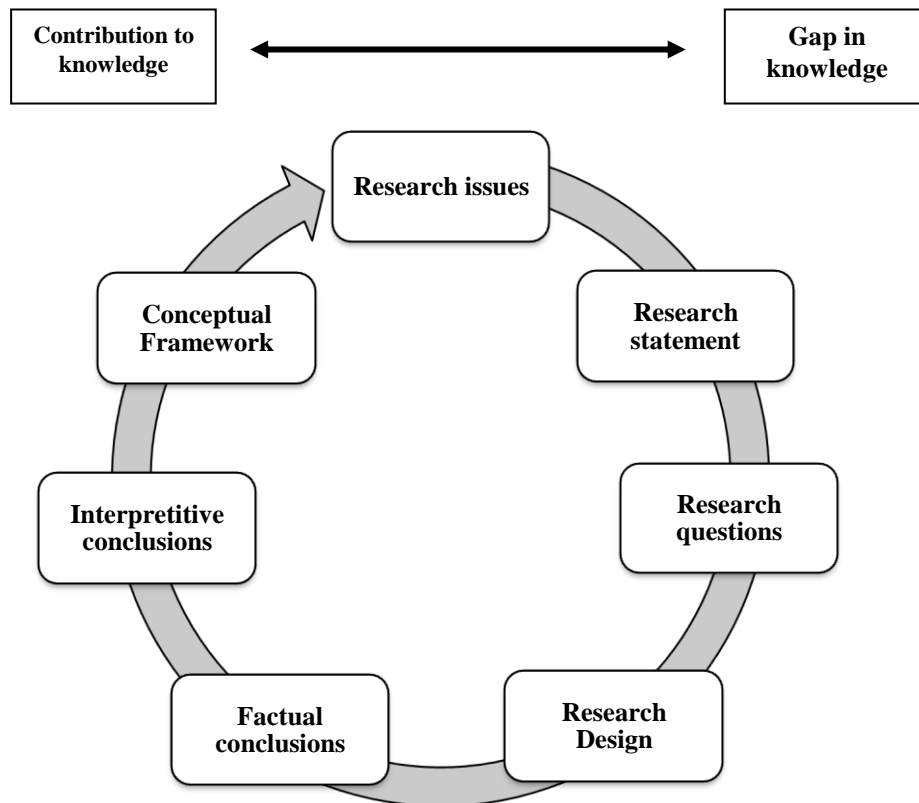 Contribution to
knowledge
Gap in
knowledge
Research issues
Research
statement
Research
questions
Research
Design
Factual
conclusions
Interpretitive
conclusions
Conceptual
Framework